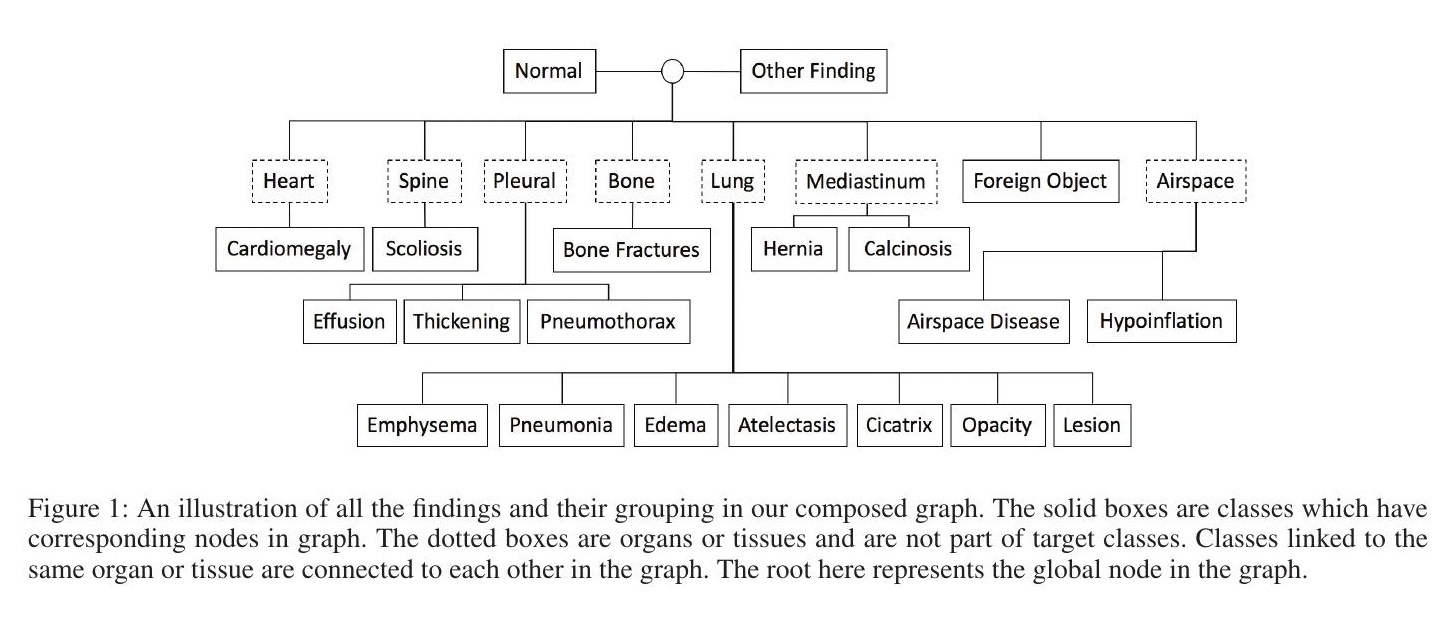 Normal
Other Finding
Heart
Spine
Pleural
Bone
Lung
Mediastinum
Foreign Object
Airspace
Cardiomegaly
Scoliosis
Bone Fractures
Hernia
Calcinosis
Effusion
Thickening
Pneumothorax
Airspace Disease
Hypoinflation
Emphysema
Pneumonia
Edema
Atelectasis
Cicatrix
Opacity
Lesion
Figure 1: An illustration of all the findings and their grouping in our composed graph. The solid boxes are classes which have
corresponding nodes in graph. The dotted boxes are organs or tissues and are not part of target classes. Classes linked to the
same organ or tissue are connected to each other in the graph. The root here represents the global node in the graph.